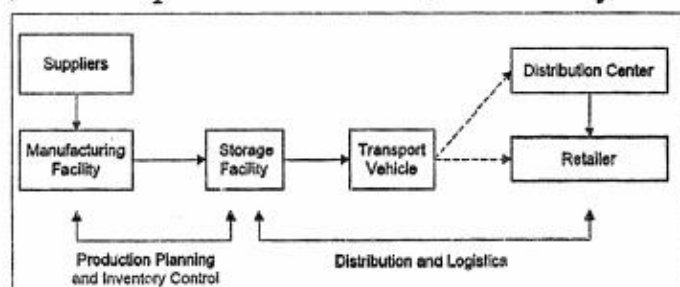 Suppliers
Distribution Center
Manufacturing
Facility
Storage
Facility
Transport
Vehicle
Retailer
Production Planning
and Inventory Control
Distribution and Logistics